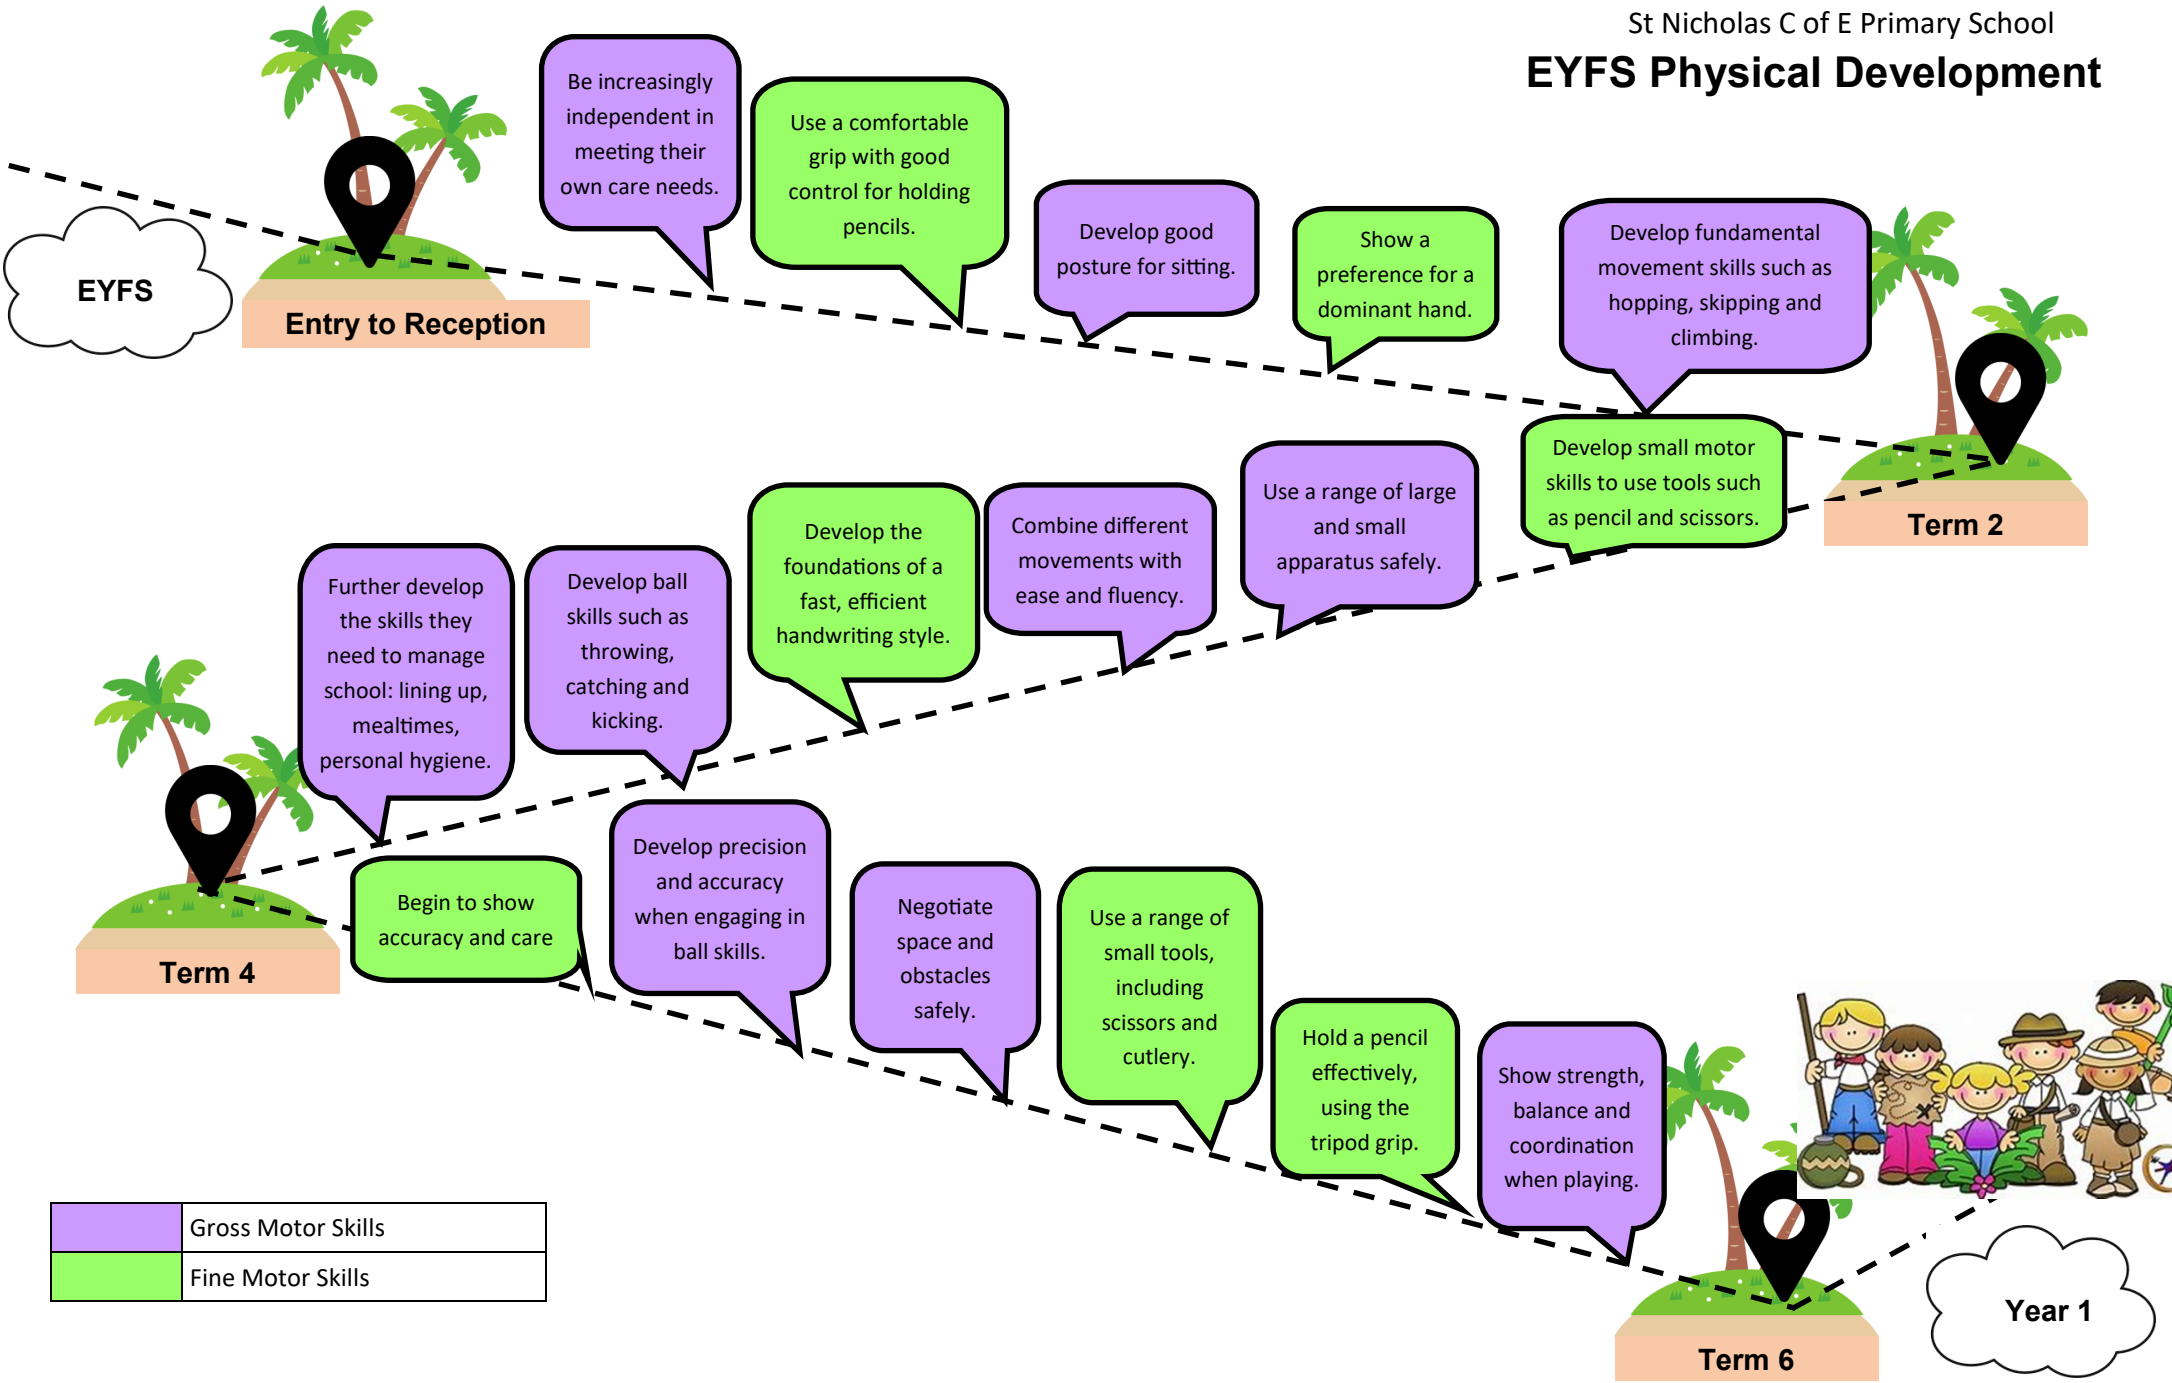 St Nicholas C of E Primary School
EYFS Physical Development
EYFS
Entry to Reception
Be increasingly
independent in
meeting their
own care needs.
Use a comfortable
grip with good
control for holding
pencils.
Develop good
posture for sitting.
Show a
preference for a
dominant hand.
Develop fundamental
movement skills such as
hopping, skipping and
climbing.
Term 2
Develop small motor
skills to use tools such
as pencil and scissors.
Use a range of large
and small
apparatus safely.
Combine different
movements with
ease and fluency.
Develop the
foundations of a
fast, efficient
handwriting style.
Develop ball
skills such as
throwing,
catching and
kicking.
Further develop
the skills they
need to manage
school: lining up,
mealtimes,
personal hygiene.
Term 4
Begin to show
accuracy and care
Develop precision
and accuracy
when engaging in
ball skills.
Negotiate
space and
obstacles
safely.
Use a range of
small tools,
including
scissors and
cutlery.
Hold a pencil
effectively,
using the
tripod grip.
Show strength,
balance and
coordination
when playing.
Term 6
Year 1
Gross Motor Skills
Fine Motor Skills